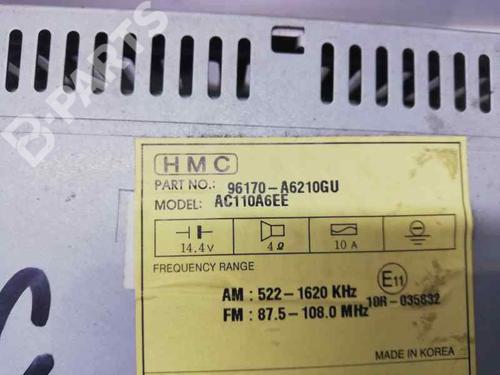 B-PARTS
HMC
PART NO.: 96170-A6210GU
MODEL: AC110A6EE
14.4V 4Ω 10 A
FREQUENCY RANGE
AM : 522-1620 KHz
FM : 87.5-108.0 MHz
E11
10R-035832
MADE IN KOREA